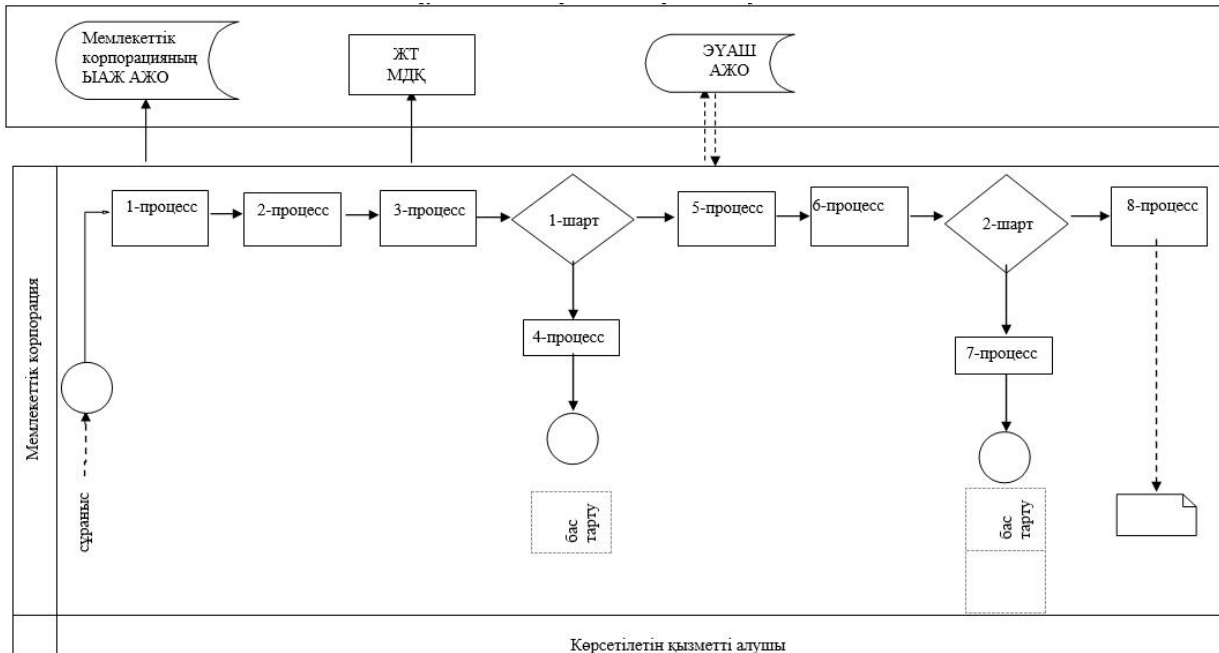 Мемлекеттік
корпорацияның
ЫАЖ АЖО
ЖТ
МДҚ
ЭҮАШ
АЖО
Мемлекеттік корпорация
1-процесс
2-процесс
3-процесс
1-шарт
5-процесс
6-процесс
2-шарт
8-процесс
4-процесс
7-процесс
сұраныс
бас
тарту
бас
тарту
Көрсетілетін қызметті алушы